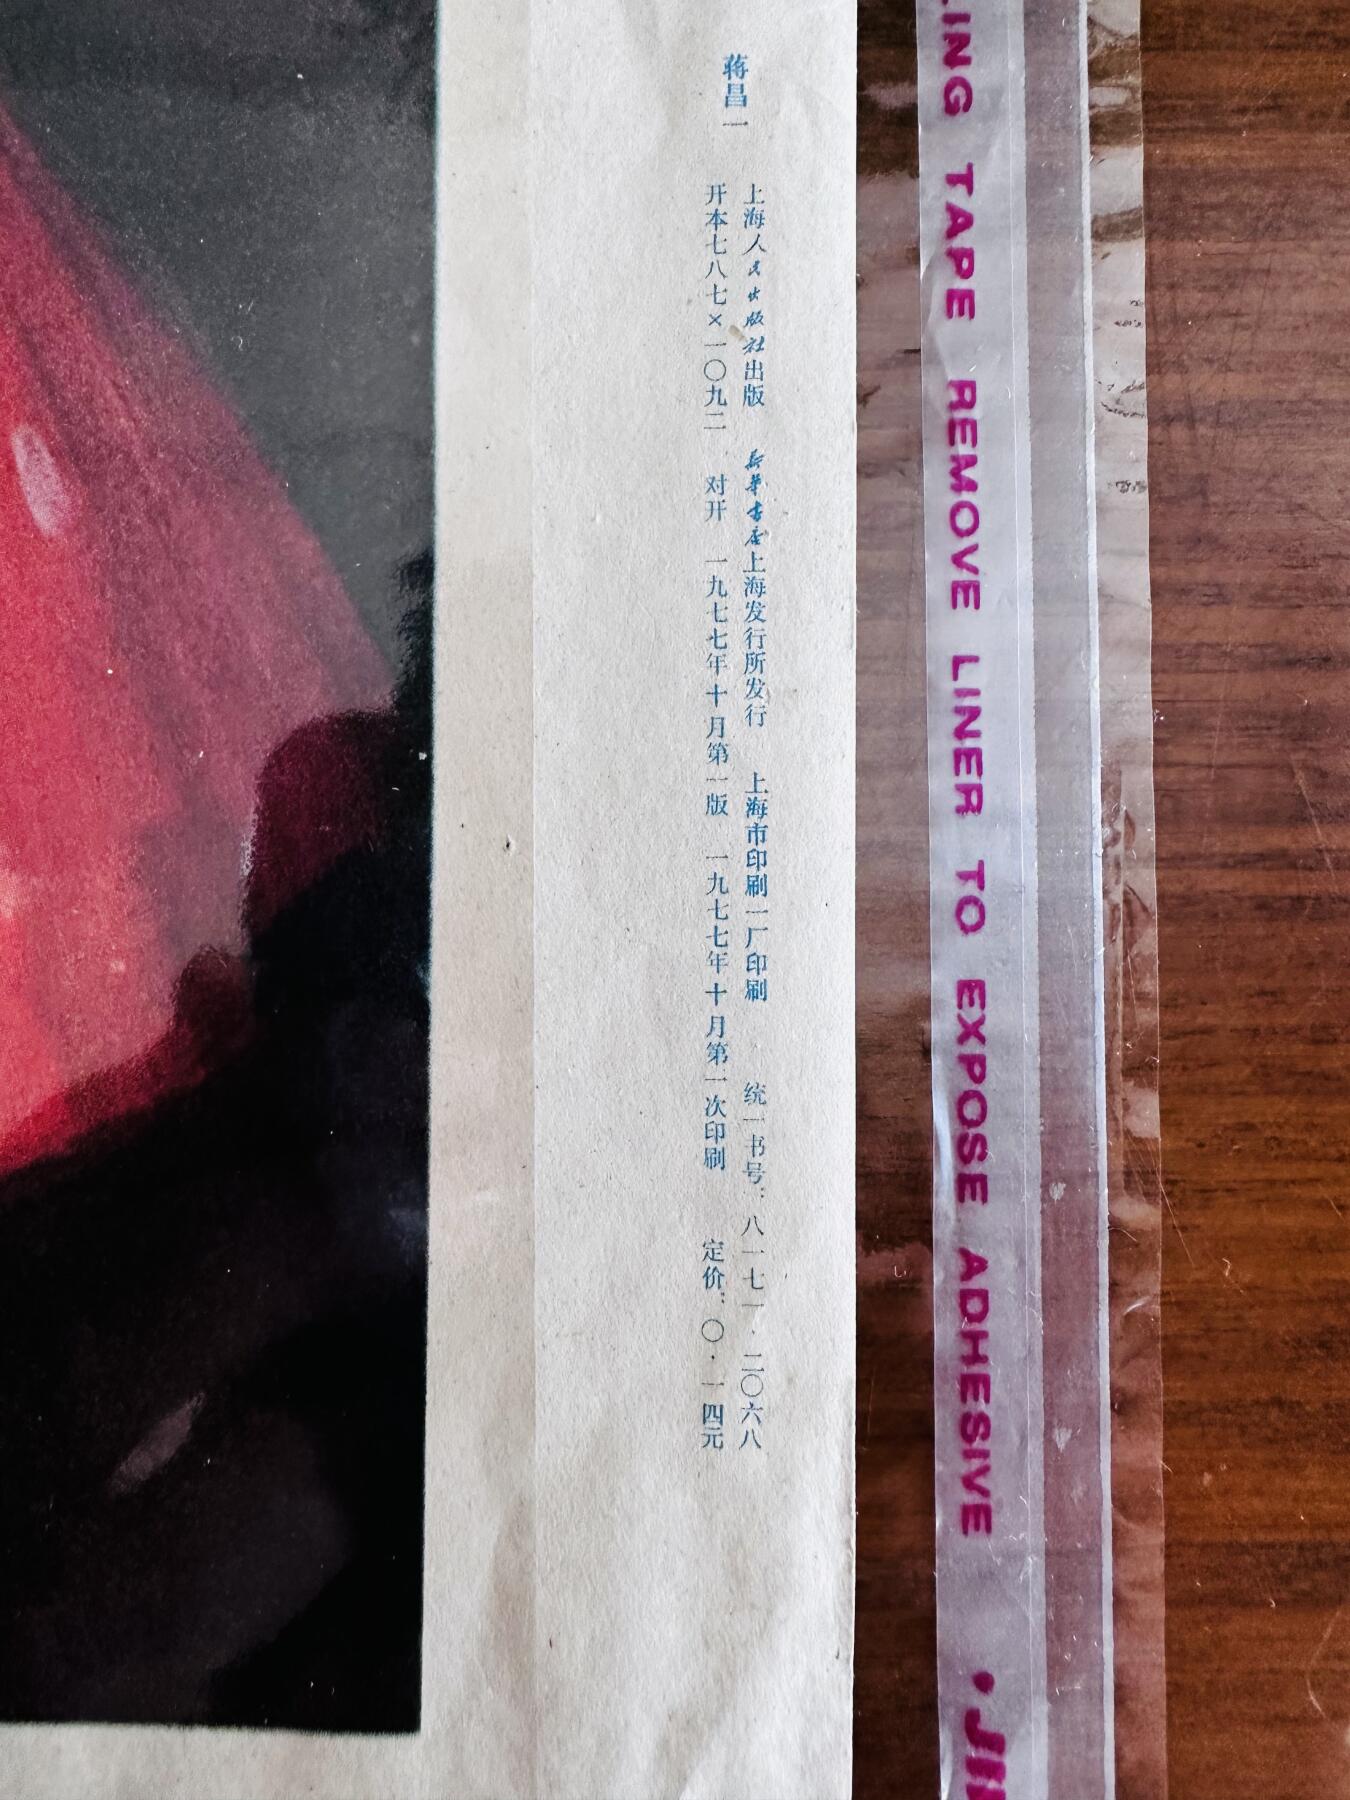 蒋昌一
上海人民出版社出版 新华书店上海发行所发行 上海市印刷一厂印刷 统一书号：八一七一·二〇六八
开本七八七×一〇九二 对开 一九七七年十月第一版 一九七七年十月第一次印刷 定价：〇·一四元
LING TAPE REMOVE LINER TO EXPOSE ADHESIVE • JI